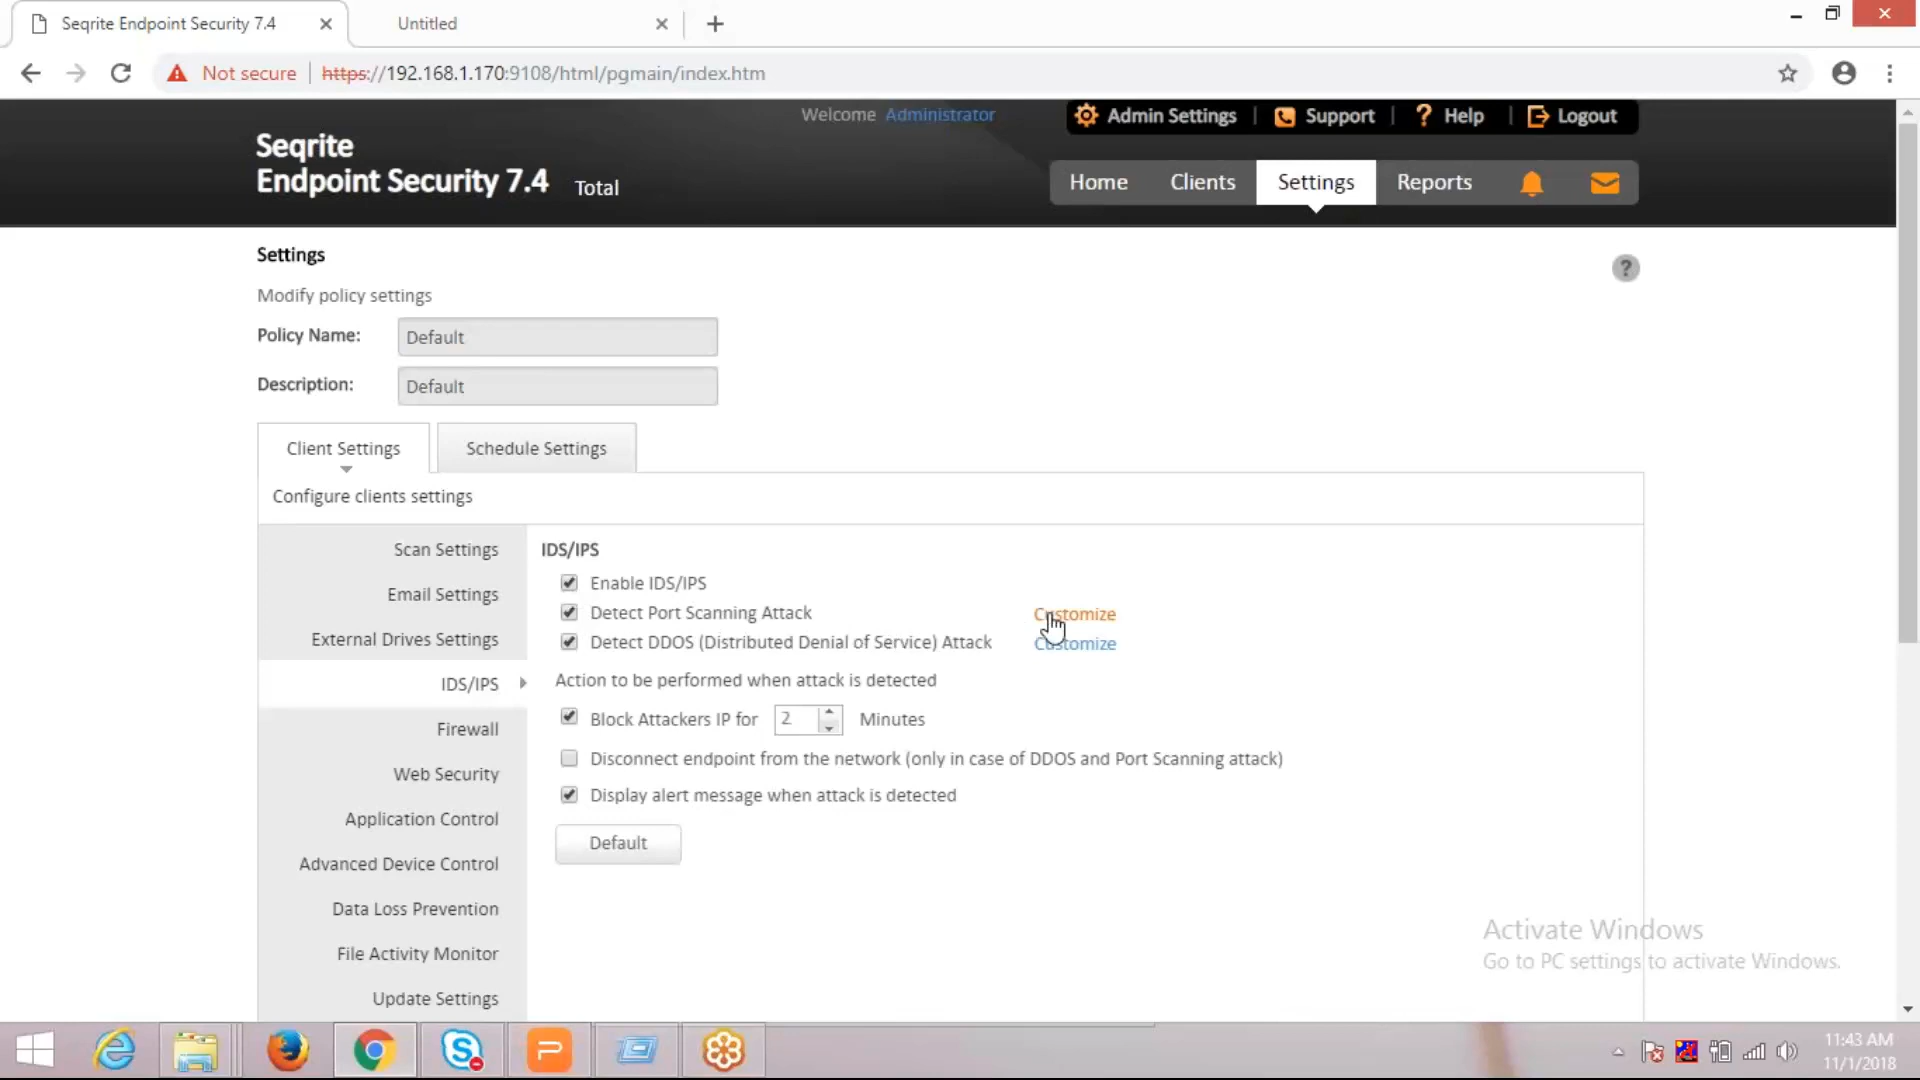 Seqrite Endpoint Security 7.4
Untitled
Not secure
https://192.168.1.170:9108/html/pgmain/index.htm
Welcome Administrator
Admin Settings
Support
Help
Logout
Seqrite
Endpoint Security 7.4 Total
Home
Clients
Settings
Reports
Settings
?
Modify policy settings
Policy Name:
Default
Description:
Default
Client Settings
Schedule Settings
Configure clients settings
Scan Settings
Email Settings
External Drives Settings
IDS/IPS
Firewall
Web Security
Application Control
Advanced Device Control
Data Loss Prevention
File Activity Monitor
Update Settings
IDS/IPS
Enable IDS/IPS
Detect Port Scanning Attack
Customize
Detect DDOS (Distributed Denial of Service) Attack
Customize
Action to be performed when attack is detected
Block Attackers IP for 2 Minutes
Disconnect endpoint from the network (only in case of DDOS and Port Scanning attack)
Display alert message when attack is detected
Default
Activate Windows
Go to PC settings to activate Windows.
11:43 AM
11/1/2018